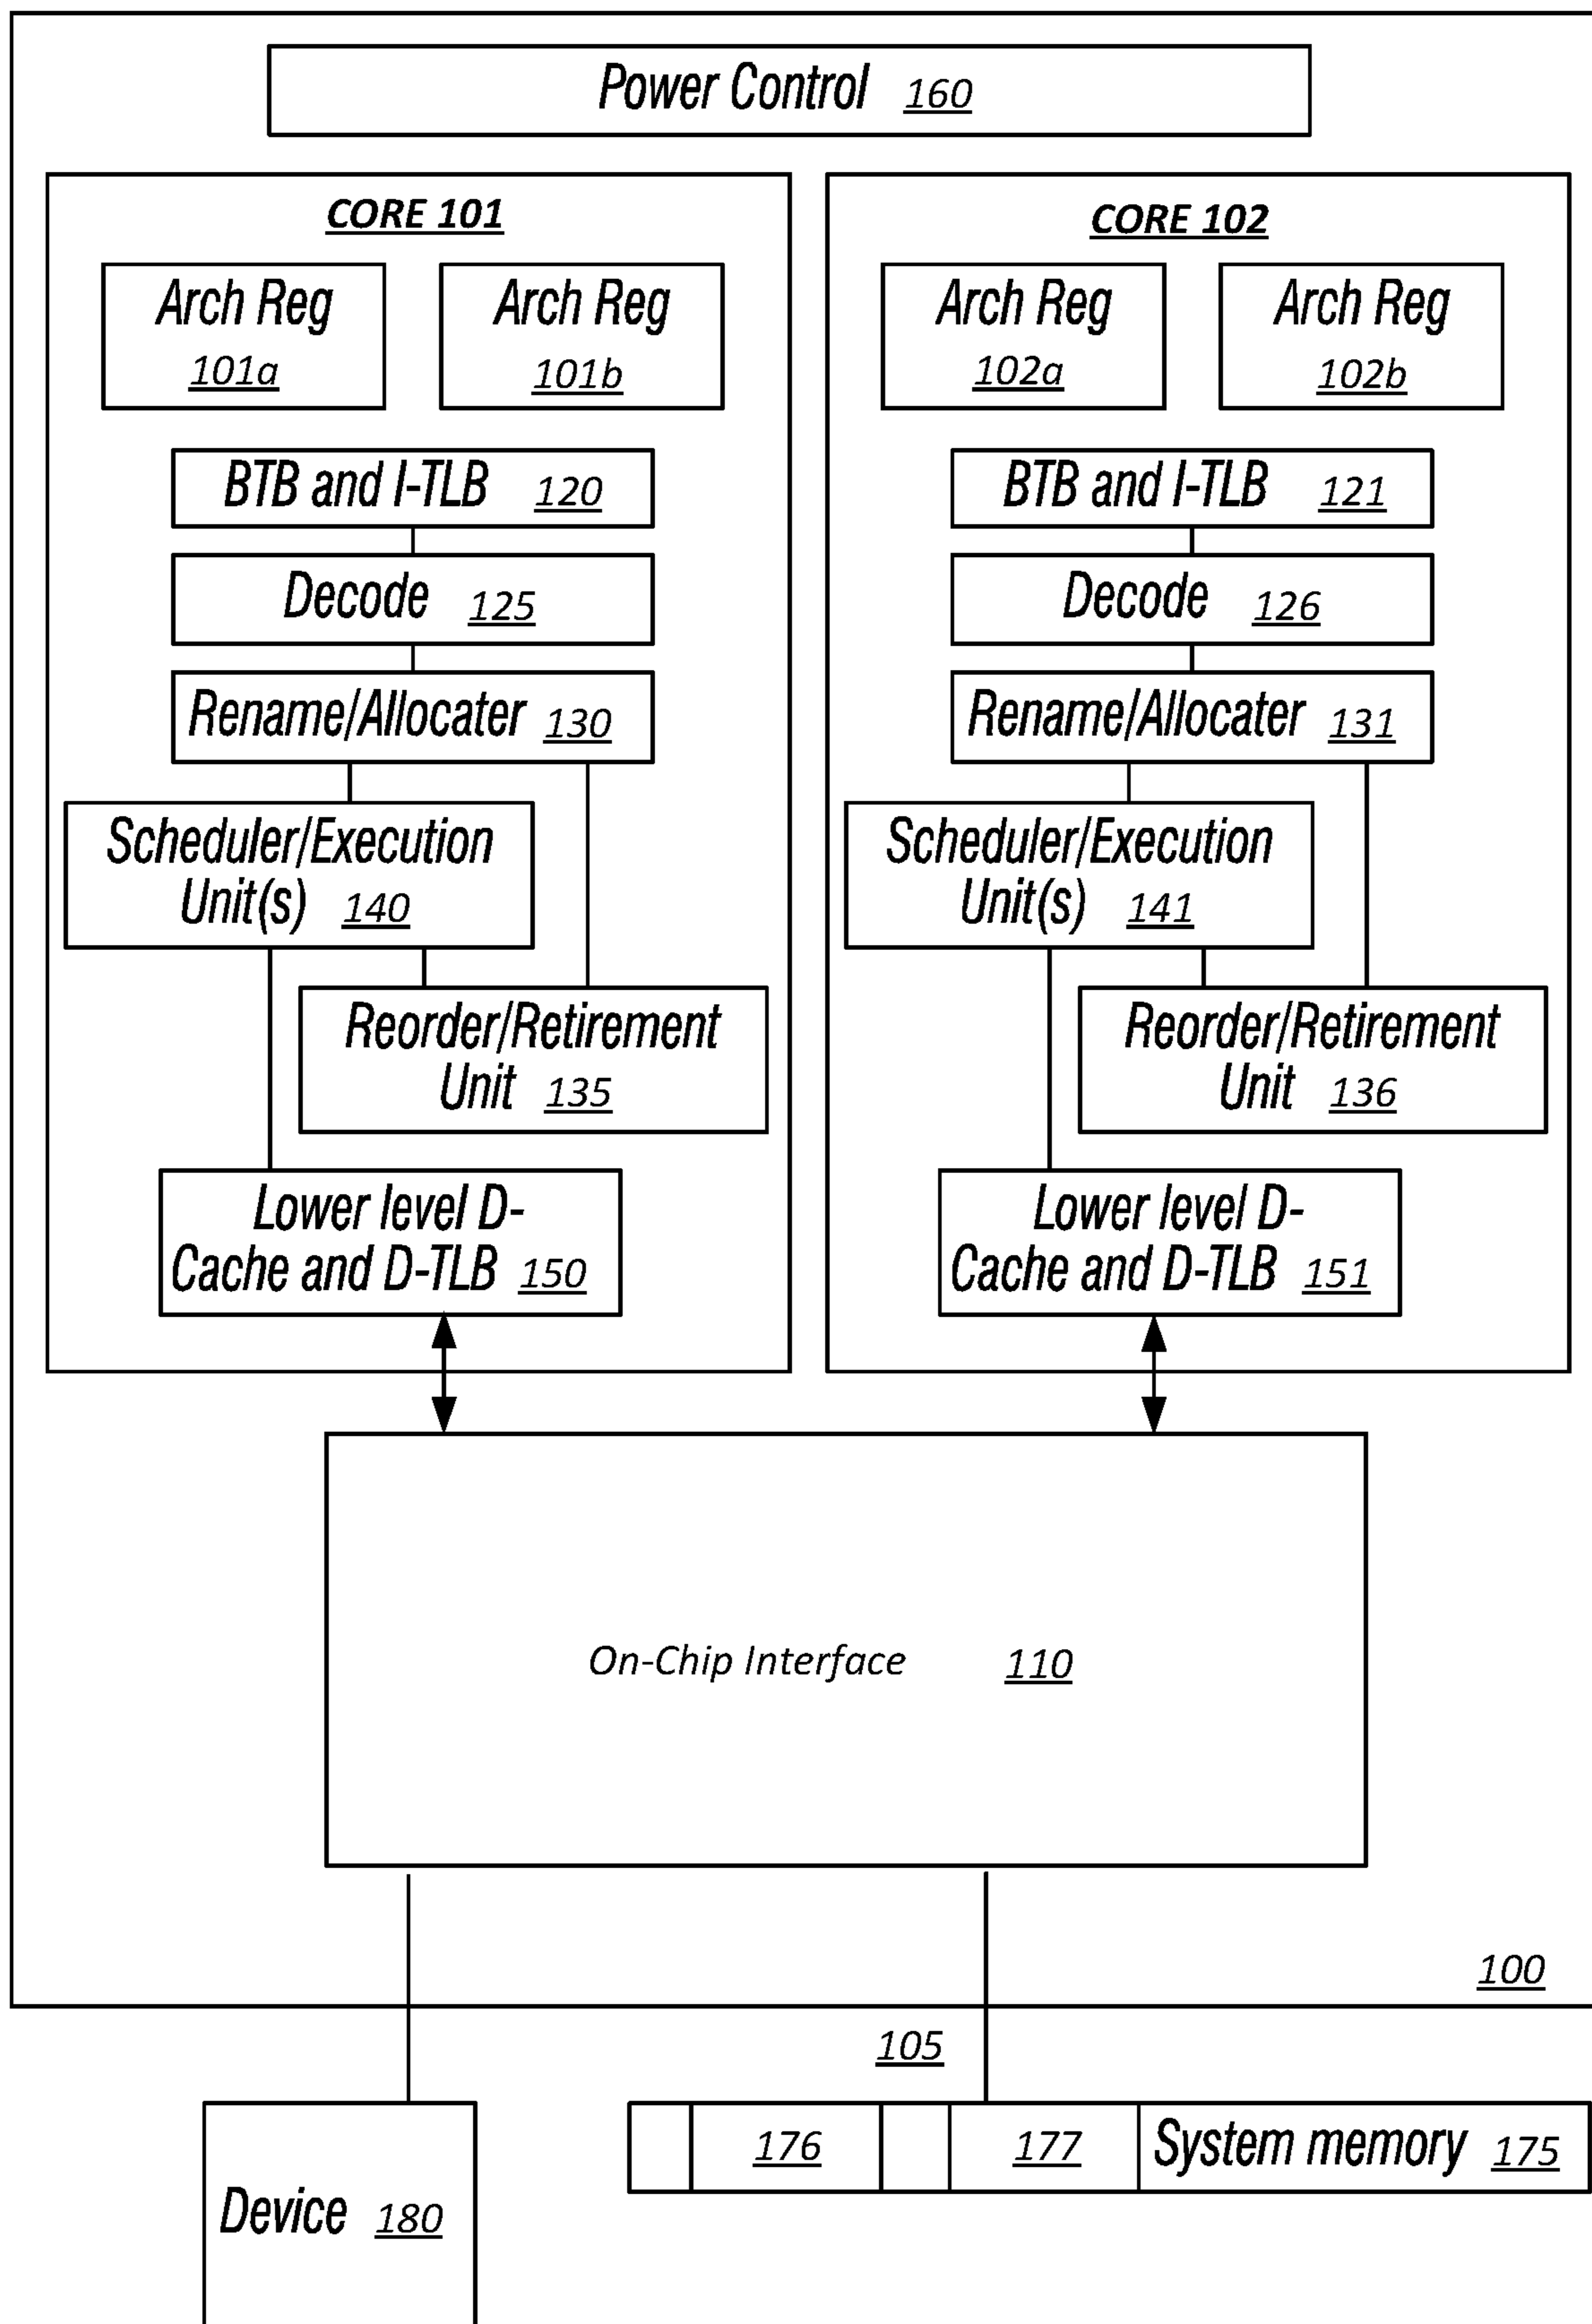 Power Control 160
CORE 101
Arch Reg
101a
Arch Reg
101b
BTB and I-TLB 120
Decode 125
Rename/Allocater 130
Scheduler/Execution
Unit(s) 140
Reorder/Retirement
Unit 135
Lower level D-
Cache and D-TLB 150
CORE 102
Arch Reg
102a
Arch Reg
102b
BTB and I-TLB 121
Decode 126
Rename/Allocater 131
Scheduler/Execution
Unit(s) 141
Reorder/Retirement
Unit 136
Lower level D-
Cache and D-TLB 151
On-Chip Interface 110
100
105
176 177 System memory 175
Device 180